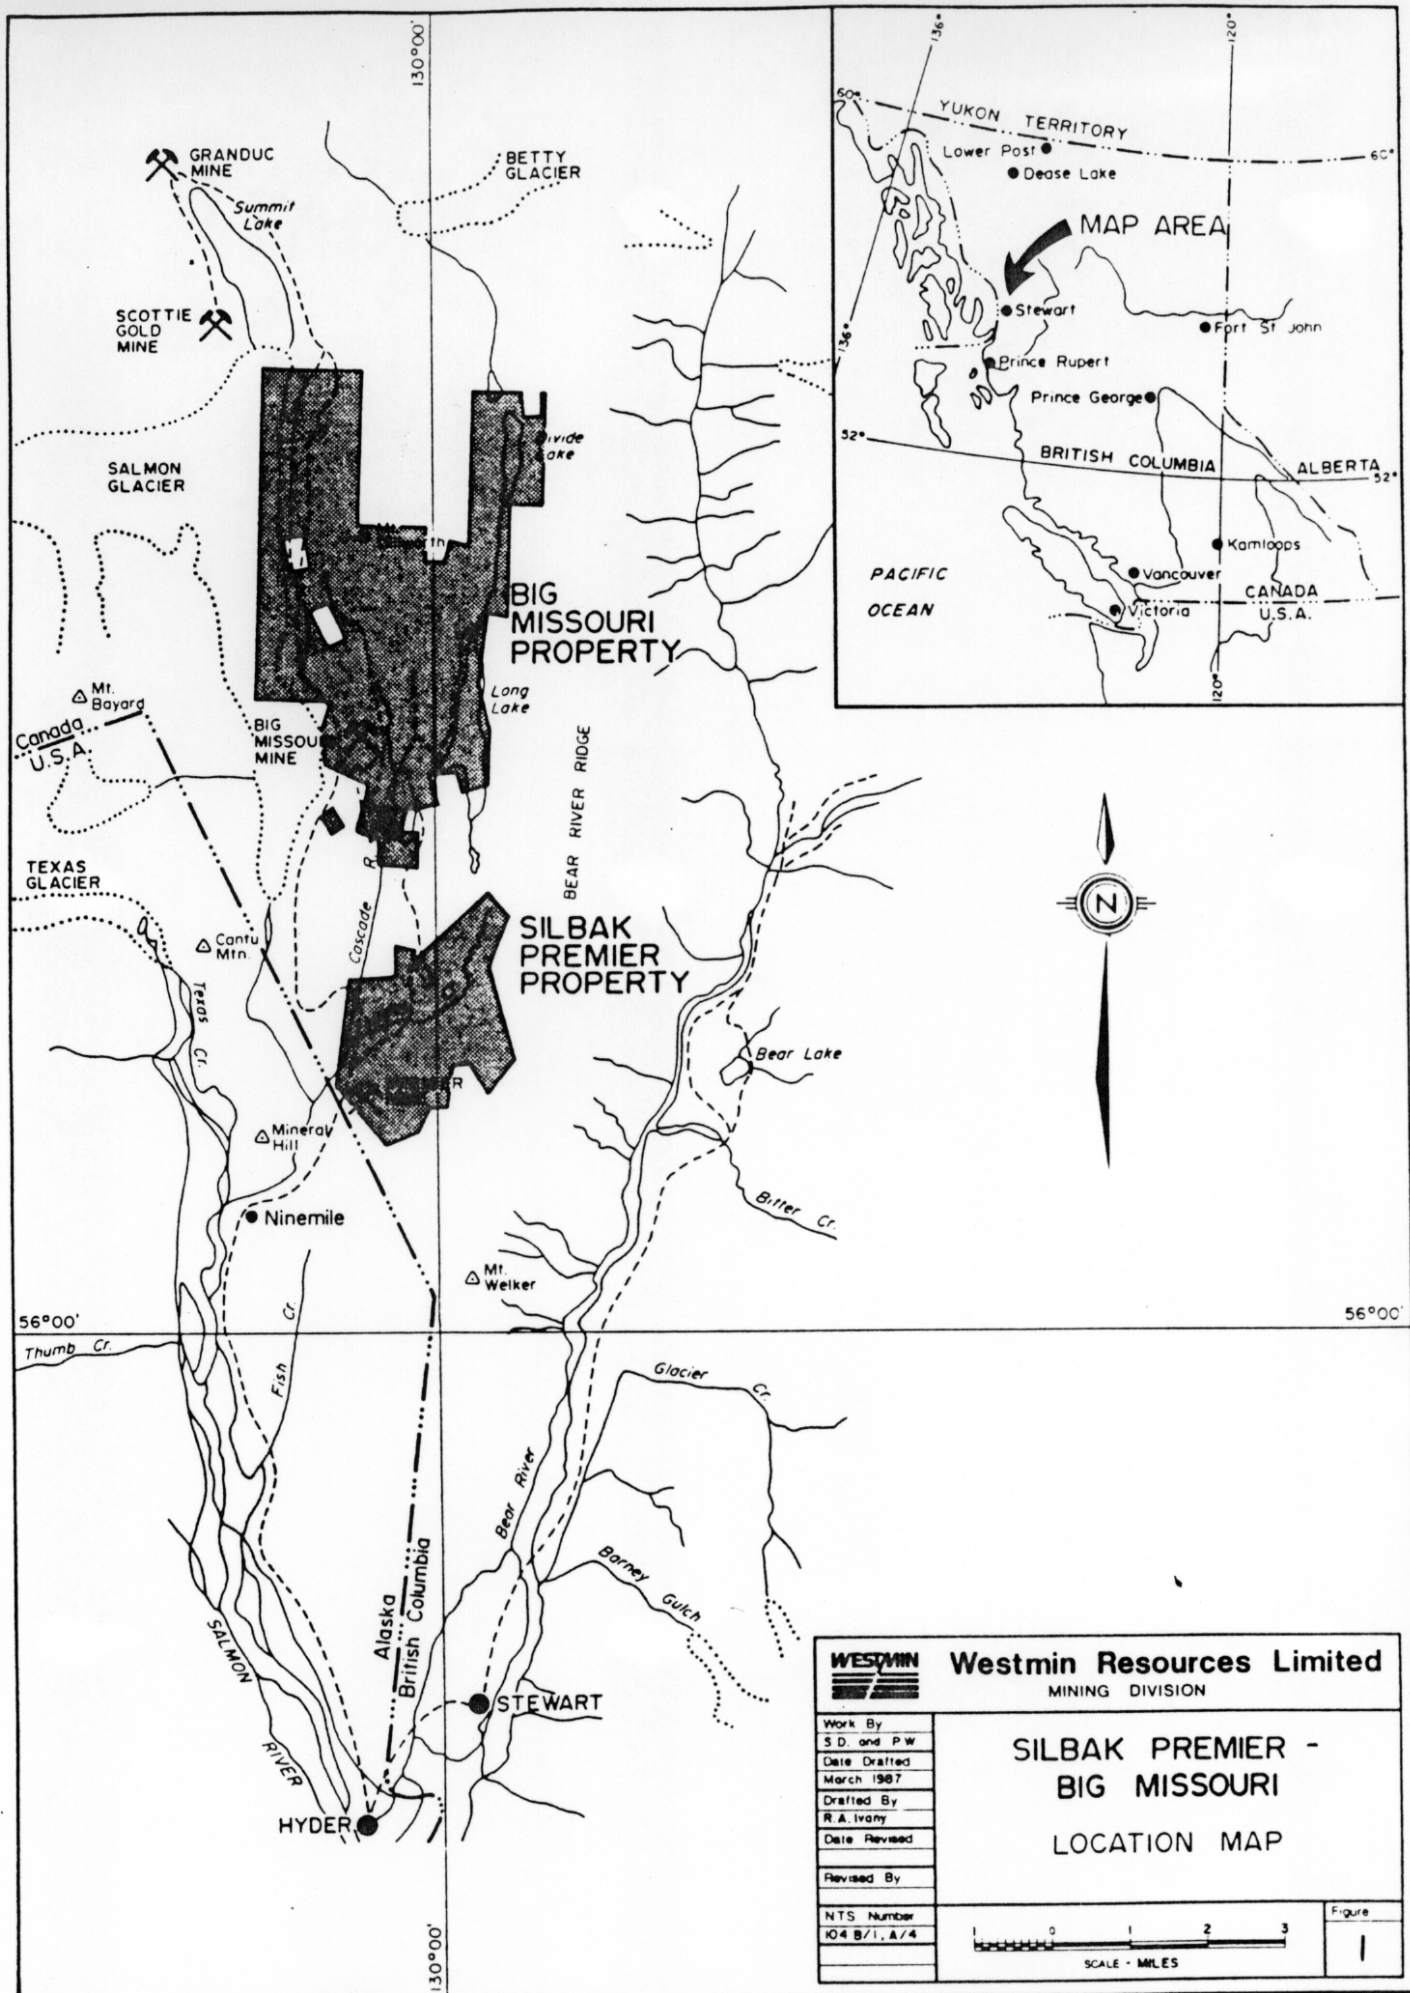 130°00'
GRANDUC
MINE
Summit
Lake
BETTY
GLACIER
SCOTTIE
GOLD
MINE
SALMON
GLACIER
BIG
MISSOURI
PROPERTY
Long
Lake
Mt.
Bayard
Canada
U.S.A.
BIG
MINE
BEAR RIVER RIDGE
TEXAS
GLACIER
Cantu
Mtn.
Cascade
R
SILBAK
PREMIER
PROPERTY
Texas
Cr.
Bear Lake
Mineral
Hill
Ninemile
Bitter Cr.
Mt.
Welker
56°00'
56°00'
Thumb Cr.
Fish Cr.
Glacier Cr.
Bear River
Barney Gulch
Alaska
British Columbia
SALMON
RIVER
STEWART
HYDER
130°00'
136°
120°
60°
YUKON TERRITORY
60°
Lower Post
Dease Lake
MAP AREA
Stewart
Fort St John
136°
Prince Rupert
Prince George
52°
BRITISH COLUMBIA
ALBERTA
52°
Kamloops
PACIFIC
OCEAN
Vancouver
CANADA
U.S.A.
Victoria
120°
N
WESTMIN
Westmin Resources Limited
MINING DIVISION
Work By
S.D. and P W
Date Drafted
March 1987
Drafted By
R.A. Ivany
Date Revised
Revised By
NTS Number
104 B/1, A/4
SILBAK PREMIER -
BIG MISSOURI
LOCATION MAP
1 0 1 2 3
SCALE - MILES
Figure
1